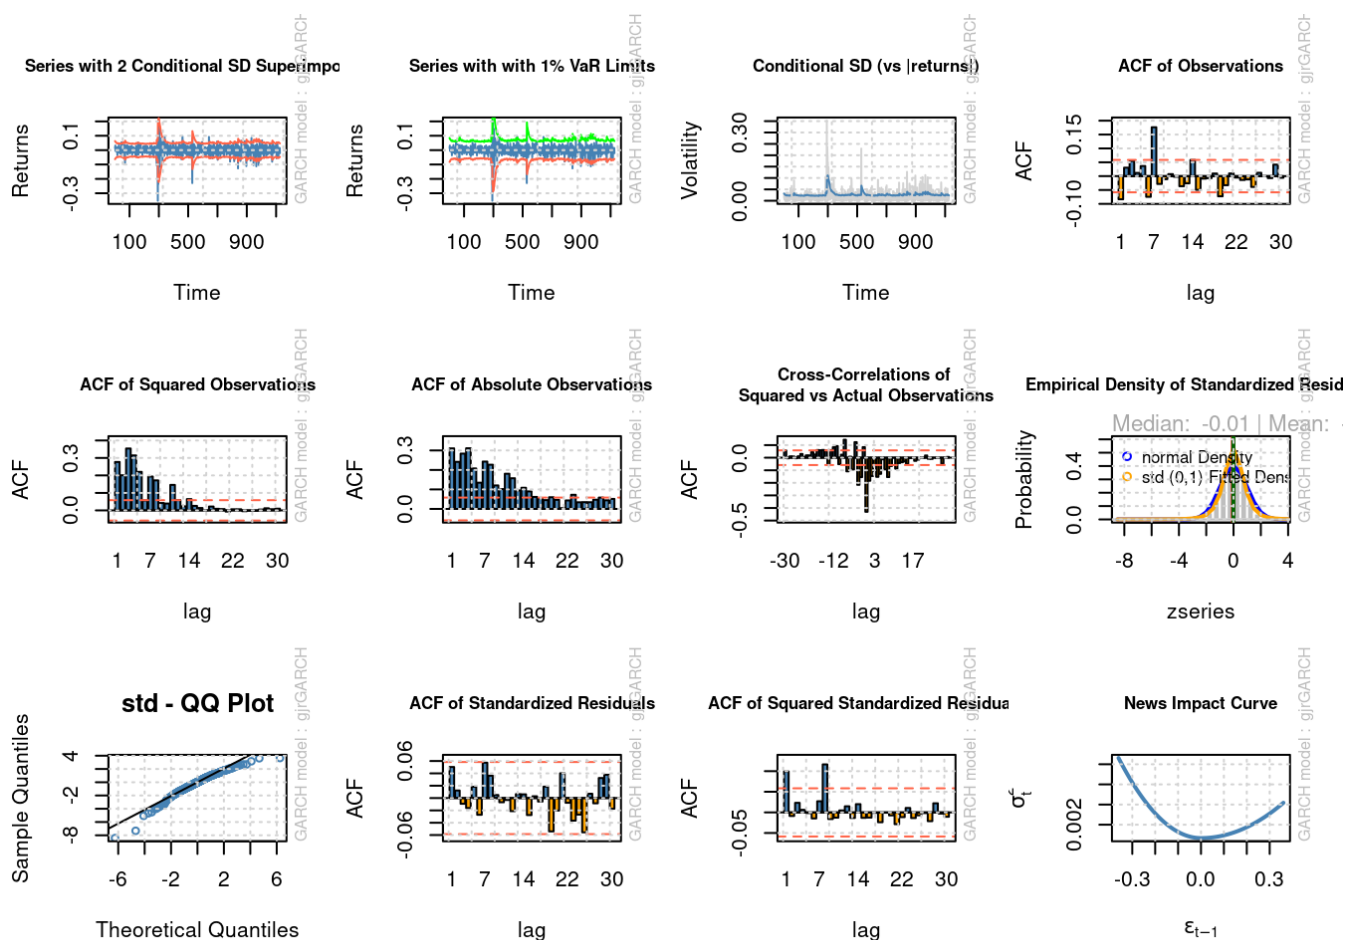 Series with 2 Conditional SD Superimpo
GARCH model : gjrGARCH
Returns
-0.3
0.1
100 500 900
Time
Series with with 1% VaR Limits
GARCH model : gjrGARCH
Returns
-0.3
0.1
100 500 900
Time
Conditional SD (vs |returns|)
GARCH model : gjrGARCH
Volatility
0.00
0.30
100 500 900
Time
ACF of Observations
GARCH model : gjrGARCH
ACF
-0.10
0.15
1 7 14 22 30
lag
ACF of Squared Observations
GARCH model : gjrGARCH
ACF
0.0
0.3
1 7 14 22 30
lag
ACF of Absolute Observations
GARCH model : gjrGARCH
ACF
0.0
0.3
1 7 14 22 30
lag
Cross-Correlations of
Squared vs Actual Observations
GARCH model : gjrGARCH
ACF
-0.5
0.0
-30 -12 3 17
lag
Empirical Density of Standardized Resid
GARCH model : gjrGARCH
Median: -0.01 | Mean: -
Probability
0.0
0.4
normal Density
std (0,1) Fitted Dens
-8 -4 0 4
zseries
std - QQ Plot
GARCH model : gjrGARCH
Sample Quantiles
-8
-2
4
-6 -2 2 6
Theoretical Quantiles
ACF of Standardized Residuals
GARCH model : gjrGARCH
ACF
-0.06
0.06
1 7 14 22 30
lag
ACF of Squared Standardized Residua
GARCH model : gjrGARCH
ACF
-0.05
1 7 14 22 30
lag
News Impact Curve
GARCH model : gjrGARCH
0.002
-0.3 0.0 0.3
εt−1